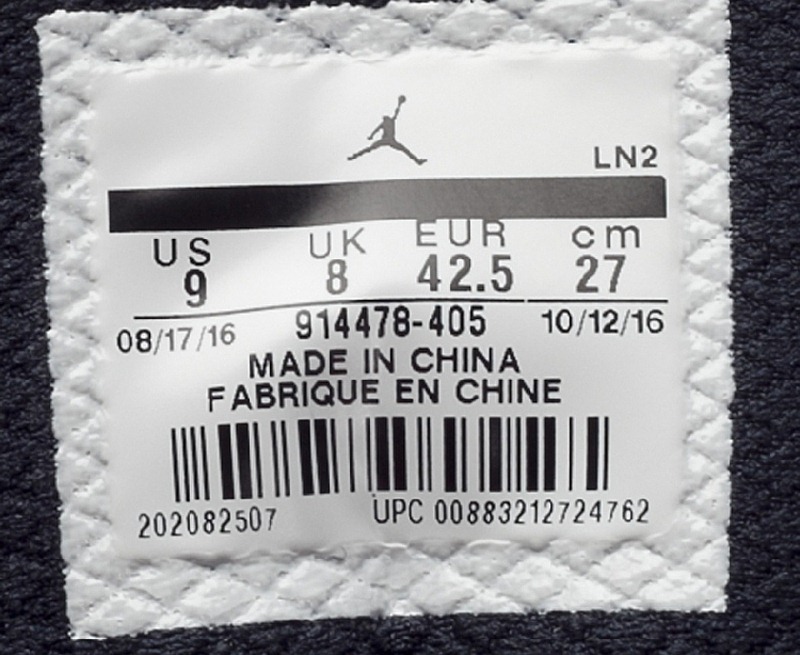 LN2
US UK EUR cm
9 8 42.5 27
08/17/16 914478-405 10/12/16
MADE IN CHINA
FABRIQUE EN CHINE
202082507 UPC 00883212724762